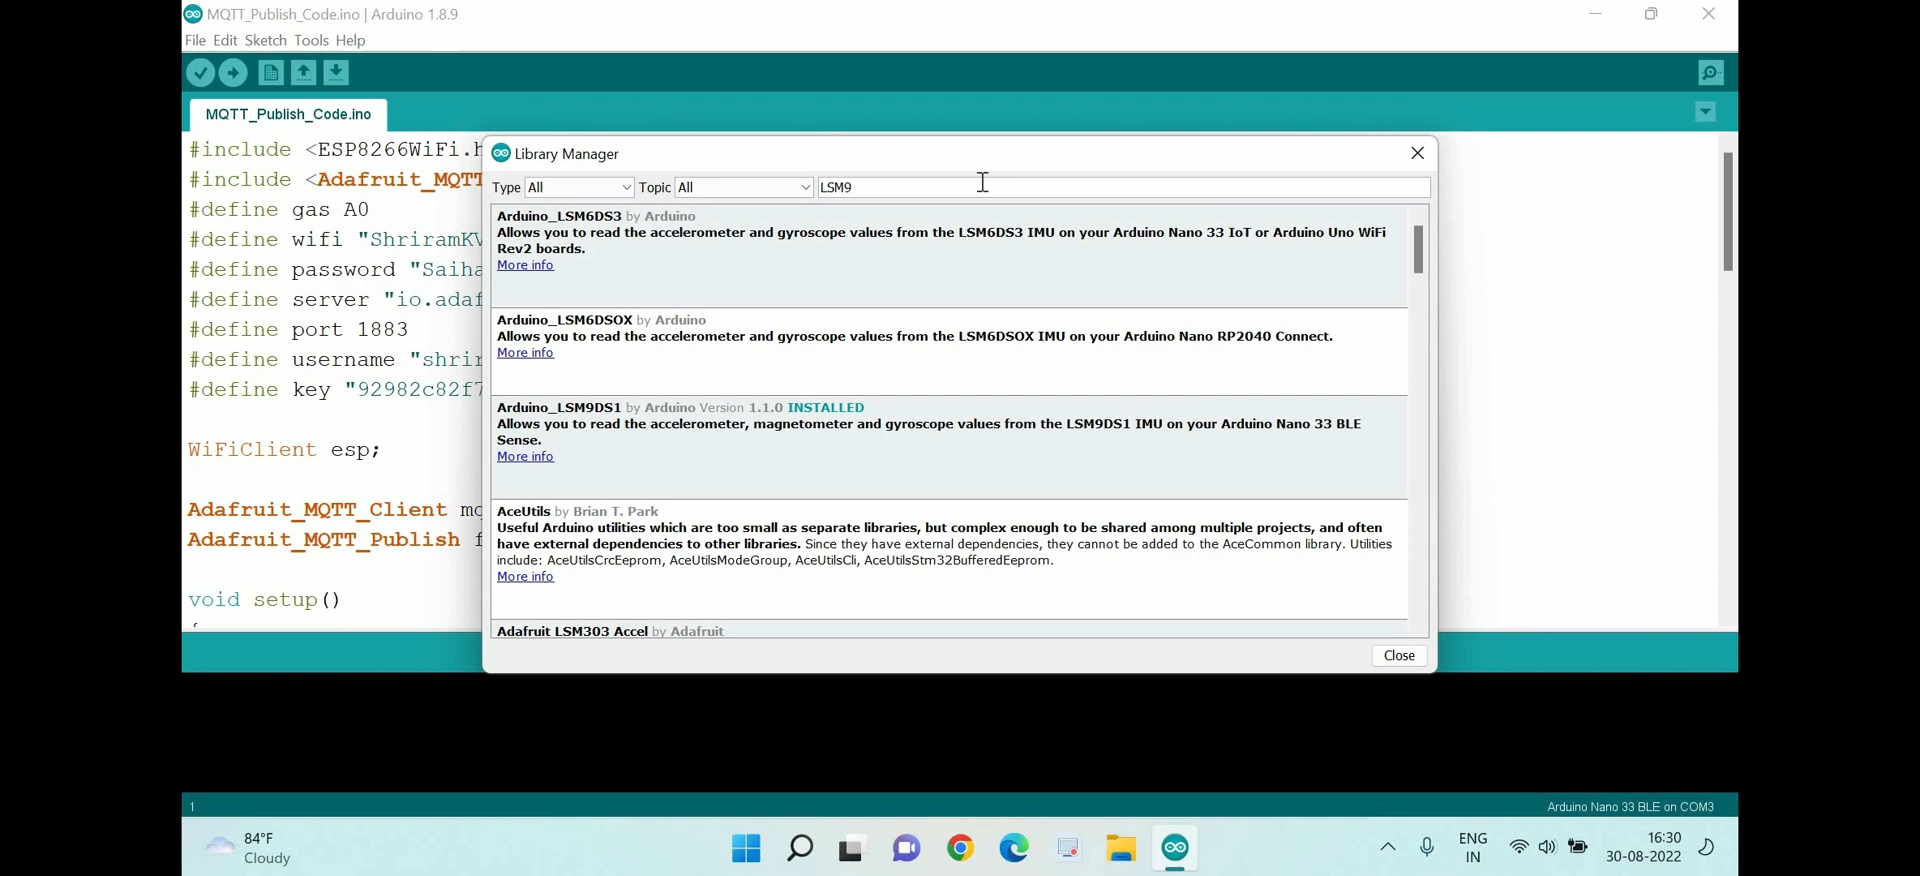 MQTT_Publish_Code.ino | Arduino 1.8.9
File Edit Sketch Tools Help
MQTT_Publish_Code.ino
#include <ESP8266WiFi.h
#include <Adafruit_MQTT
#define gas A0
#define wifi "ShriramKV
#define password "Saiha
#define server "io.adaf
#define port 1883
#define username "shrir
#define key "92982c82f7
WiFiClient esp;
Adafruit_MQTT_Client mq
Adafruit_MQTT_Publish f
void setup()
Library Manager
Type All Topic All LSM9
Arduino_LSM6DS3 by Arduino
Allows you to read the accelerometer and gyroscope values from the LSM6DS3 IMU on your Arduino Nano 33 IoT or Arduino Uno WiFi
Rev2 boards.
More info
Arduino_LSM6DSOX by Arduino
Allows you to read the accelerometer and gyroscope values from the LSM6DSOX IMU on your Arduino Nano RP2040 Connect.
More info
Arduino_LSM9DS1 by Arduino Version 1.1.0 INSTALLED
Allows you to read the accelerometer, magnetometer and gyroscope values from the LSM9DS1 IMU on your Arduino Nano 33 BLE
Sense.
More info
AceUtils by Brian T. Park
Useful Arduino utilities which are too small as separate libraries, but complex enough to be shared among multiple projects, and often
have external dependencies to other libraries. Since they have external dependencies, they cannot be added to the AceCommon library. Utilities
include: AceUtilsCrcEeprom, AceUtilsModeGroup, AceUtilsCli, AceUtilsStm32BufferedEeprom.
More info
Adafruit LSM303 Accel by Adafruit
Close
1
Arduino Nano 33 BLE on COM3
84°F
Cloudy
ENG
IN
16:30
30-08-2022